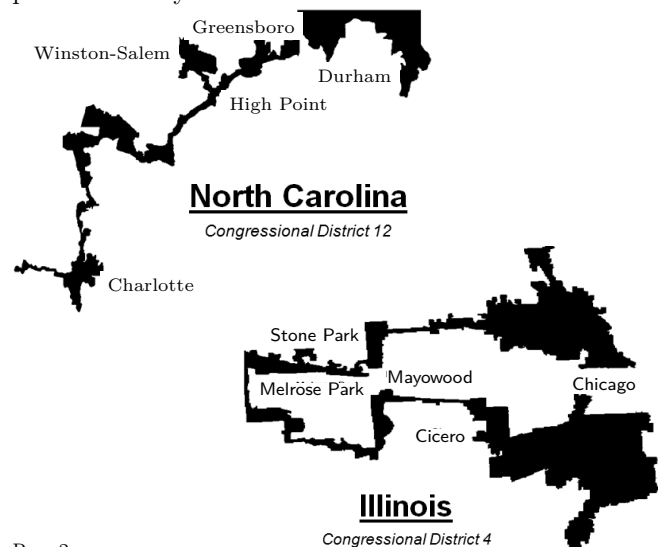 Greensboro
Winston-Salem
Durham
High Point
North Carolina
Congressional District 12
Charlotte
Stone Park
Mayowood
Melrose Park
Chicago
Cicero
Illinois
Congressional District 4